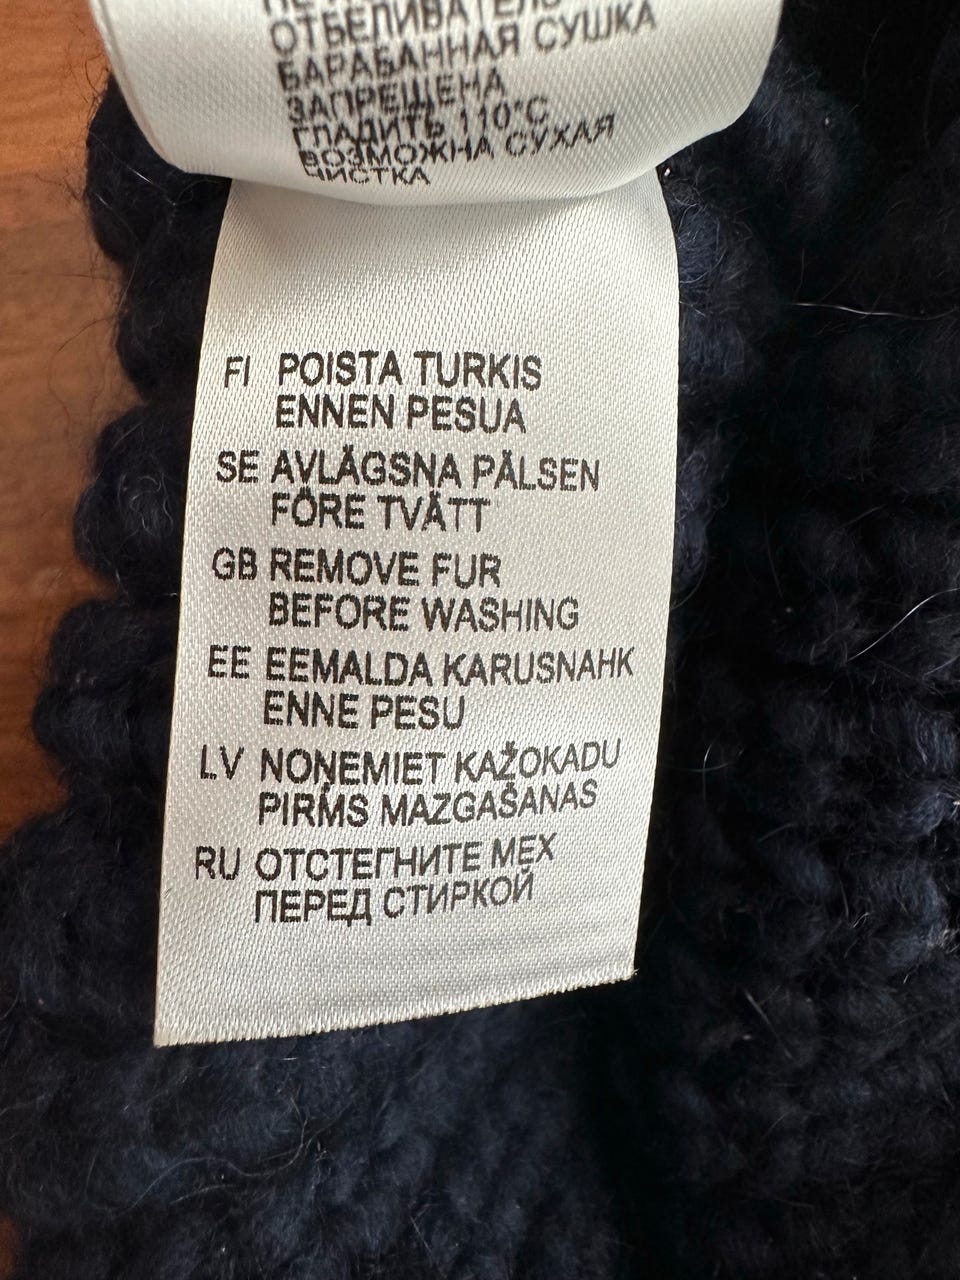 ОТБЕЛИВАТЕЛЬ
БАРАБАННАЯ СУШКА
ЗАПРЕЩЕНА
ГЛАДИТЬ 110°C
ВОЗМОЖНА СУХАЯ
ЧИСТКА
FI POISTA TURKIS
ENNEN PESUA
SE AVLÄGSNA PÄLSEN
FÖRE TVÄTT
GB REMOVE FUR
BEFORE WASHING
EE EEMALDA KARUSNAHK
ENNE PESU
LV NOŅEMIET KAŽOKADU
PIRMS MAZGAŠANAS
RU ОТСТЕГНИТЕ МЕХ
ПЕРЕД СТИРКОЙ